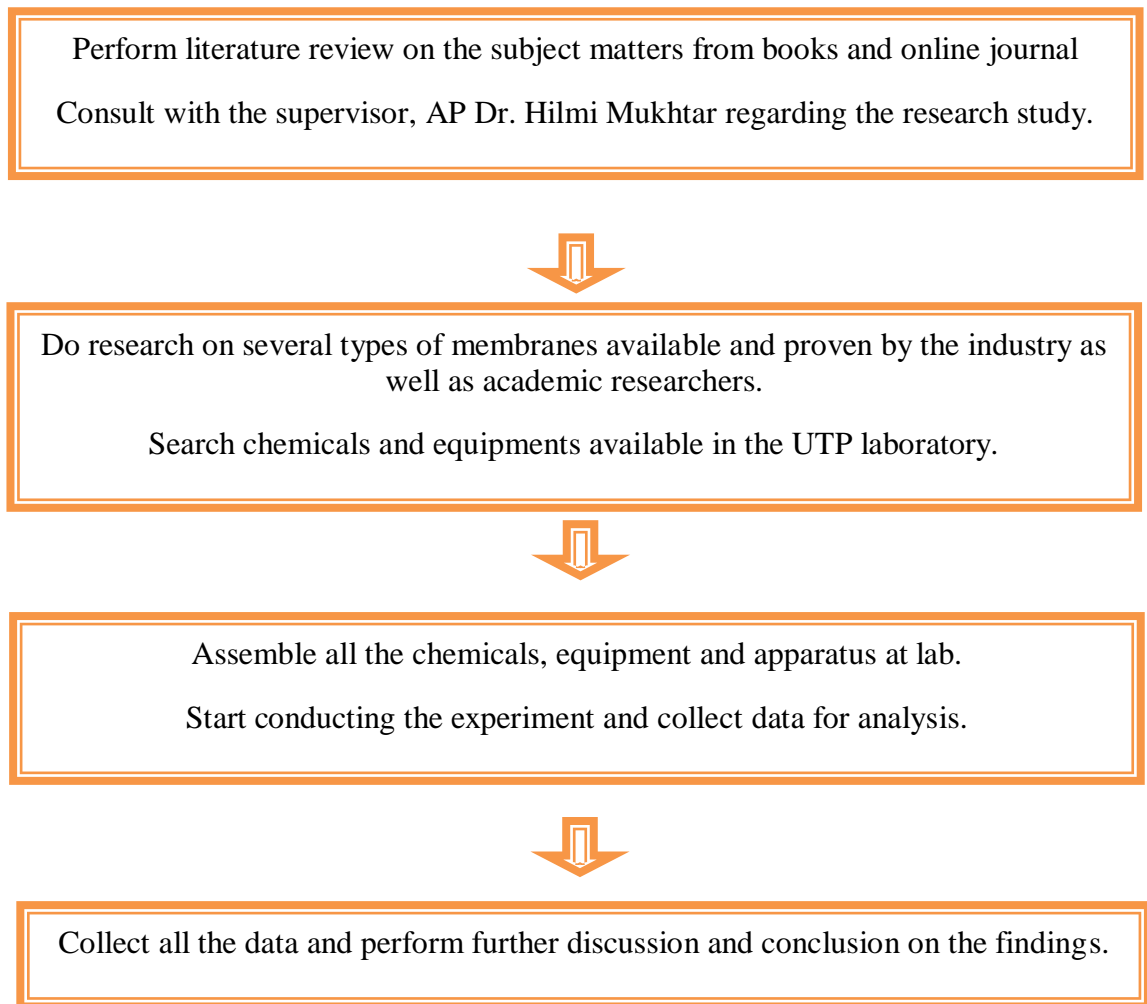 Perform literature review on the subject matters from books and online journal
Consult with the supervisor, AP Dr. Hilmi Mukhtar regarding the research study.
Do research on several types of membranes available and proven by the industry as
well as academic researchers.
Search chemicals and equipments available in the UTP laboratory.
Assemble all the chemicals, equipment and apparatus at lab.
Start conducting the experiment and collect data for analysis.
Collect all the data and perform further discussion and conclusion on the findings.